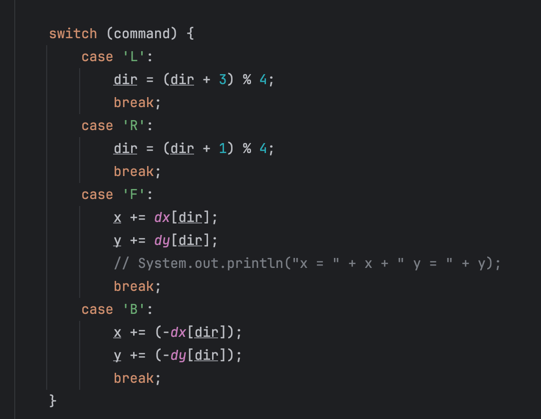 switch (command) {
    case 'L':
        dir = (dir + 3) % 4;
        break;
    case 'R':
        dir = (dir + 1) % 4;
        break;
    case 'F':
        x += dx[dir];
        y += dy[dir];
        // System.out.println("x = " + x + " y = " + y);
        break;
    case 'B':
        x += (-dx[dir]);
        y += (-dy[dir]);
        break;
}